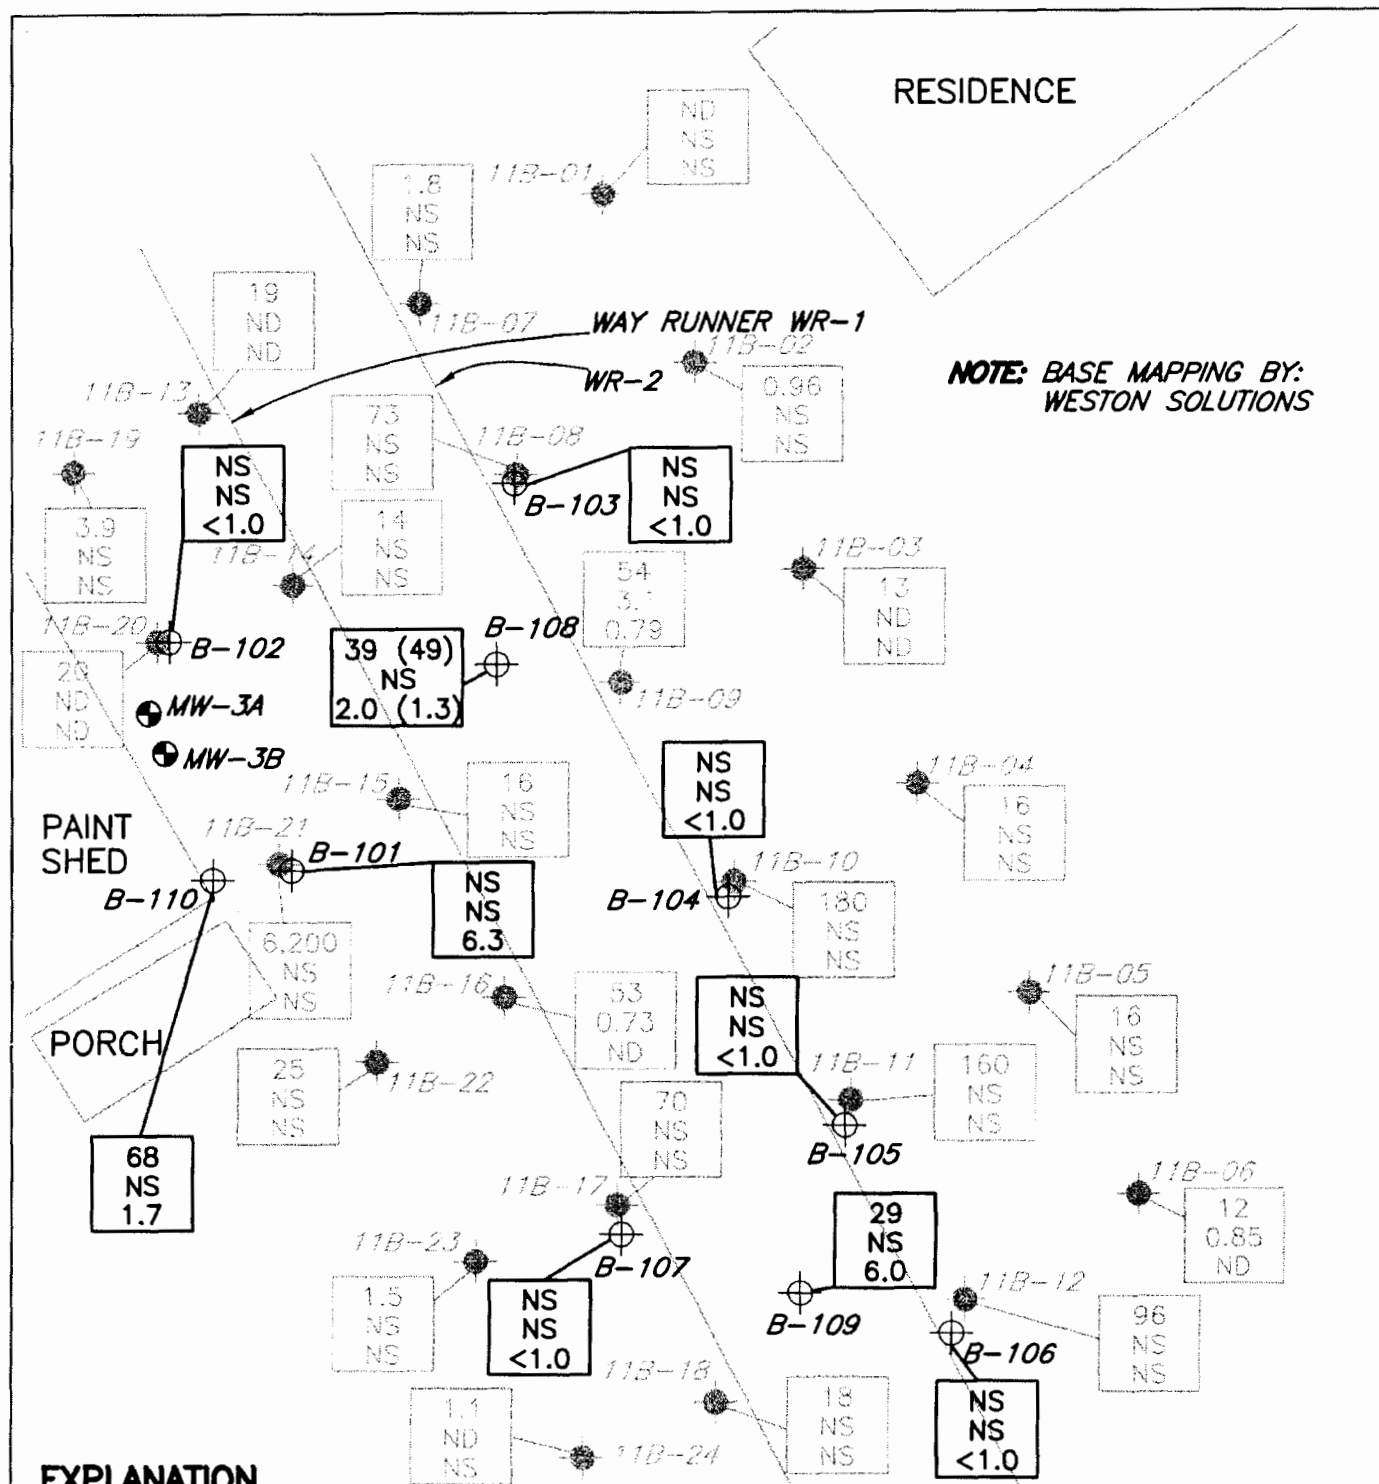 RESIDENCE
ND
NS
NS
11B-01
1.8
NS
NS
11B-07
19
ND
ND
WAY RUNNER WR-1
11B-02
WR-2
NOTE: BASE MAPPING BY:
WESTON SOLUTIONS
0.96
NS
NS
11B-13
73
NS
NS
11B-08
11B-19
NS
NS
<1.0
B-103
NS
NS
<1.0
3.9
NS
NS
11B-14
14
NS
NS
11B-03
13
ND
ND
54
0.79
11B-20
B-102
39 (49)
NS
2.0 (1.3)
B-108
11B-09
20
ND
ND
MW-3A
MW-3B
11B-15
16
NS
NS
NS
NS
<1.0
11B-04
16
NS
NS
PAINT
SHED
11B-21
B-101
11B-10
B-110
B-104
180
NS
NS
NS
NS
6.3
6,200
NS
NS
11B-16
53
0.73
ND
NS
NS
<1.0
11B-05
16
NS
NS
PORCH
25
NS
NS
11B-22
70
NS
NS
11B-11
160
NS
NS
B-105
68
NS
1.7
11B-17
11B-06
12
0.85
ND
29
NS
6.0
11B-23
B-107
1.5
NS
NS
NS
NS
<1.0
B-109
11B-12
96
NS
NS
B-106
11B-18
18
NS
NS
NS
NS
<1.0
1.1
ND
NS
11B-24
EXPLANATION